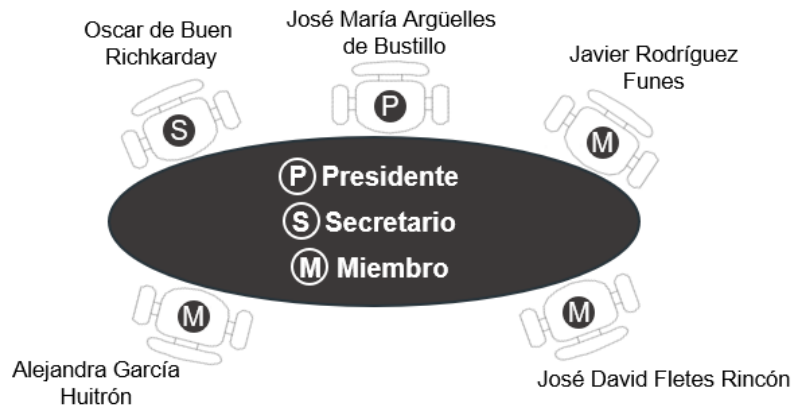 Oscar de Buen
Richkarday
José María Argüelles
de Bustillo
Javier Rodríguez
Funes
S
P
M
P Presidente
S Secretario
M Miembro
M
M
Alejandra García
Huitrón
José David Fletes Rincón